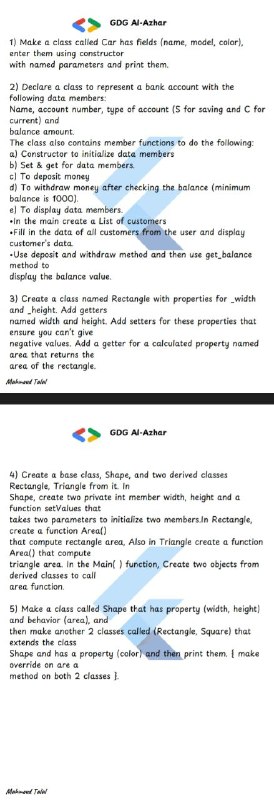 GDG Al-Azhar
1) Make a class called Car has fields (name, model, color),
enter them using constructor
with named parameters and print them.
2) Declare a class to represent a bank account with the
following data members:
Name, account number, type of account (S for saving and C for
current) and
balance amount.
The class also contains member functions to do the following:
a) Constructor to initialize data members
b) Set & get for data members.
c) To deposit money
d) To withdraw money after checking the balance (minimum
balance is 1000).
e) To display data members.
•In the main create a List of customers
•Fill in the data of all customers from the user and display
customer's data.
•Use deposit and withdraw method and then use get_balance
method to
display the balance value.
3) Create a class named Rectangle with properties for _width
and _height. Add getters
named width and height. Add setters for these properties that
ensure you can't give
negative values. Add a getter for a calculated property named
area that returns the
area of the rectangle.
Mahmoud Talal
GDG Al-Azhar
4) Create a base class, Shape, and two derived classes
Rectangle, Triangle from it. In
Shape, create two private int member width, height and a
function setValues that
takes two parameters to initialize two members.In Rectangle,
create a function Area()
that compute rectangle area, Also in Triangle create a function
Area() that compute
triangle area. In the Main( ) function, Create two objects from
derived classes to call
area function.
5) Make a class called Shape that has property (width, height)
and behavior (area), and
then make another 2 classes called (Rectangle, Square) that
extends the class
Shape and has a property (color) and then print them. { make
override on are a
method on both 2 classes }.
Mahmoud Talal